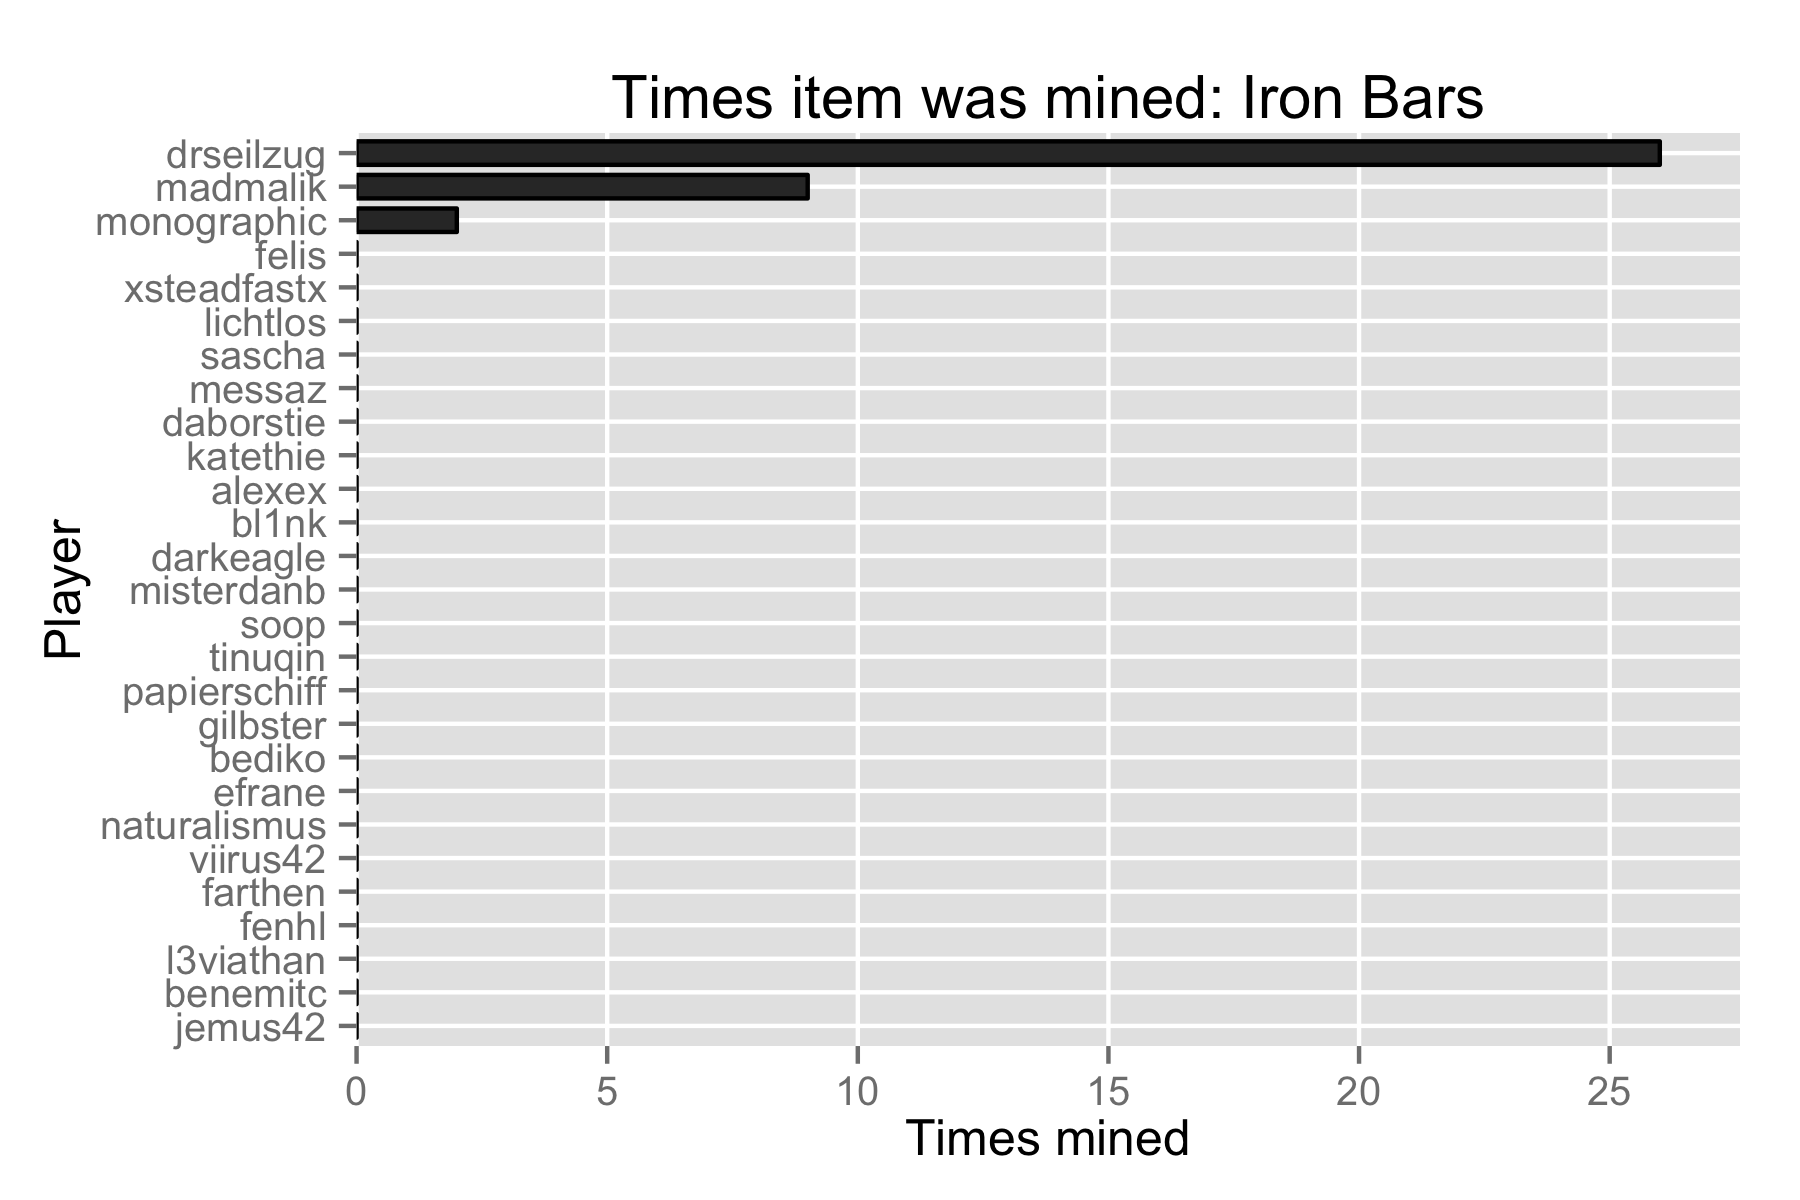 Times item was mined: Iron Bars
drseilzug
madmalik
monographic
felis
xsteadfastx
lichtlos
sascha
messaz
daborstie
katethie
alexex
bl1nk
darkeagle
misterdanb
soop
tinuqin
papierschiff
gilbster
bediko
efrane
naturalismus
viirus42
farthen
fenhl
l3viathan
benemitc
jemus42
Player
0 5 10 15 20 25
Times mined